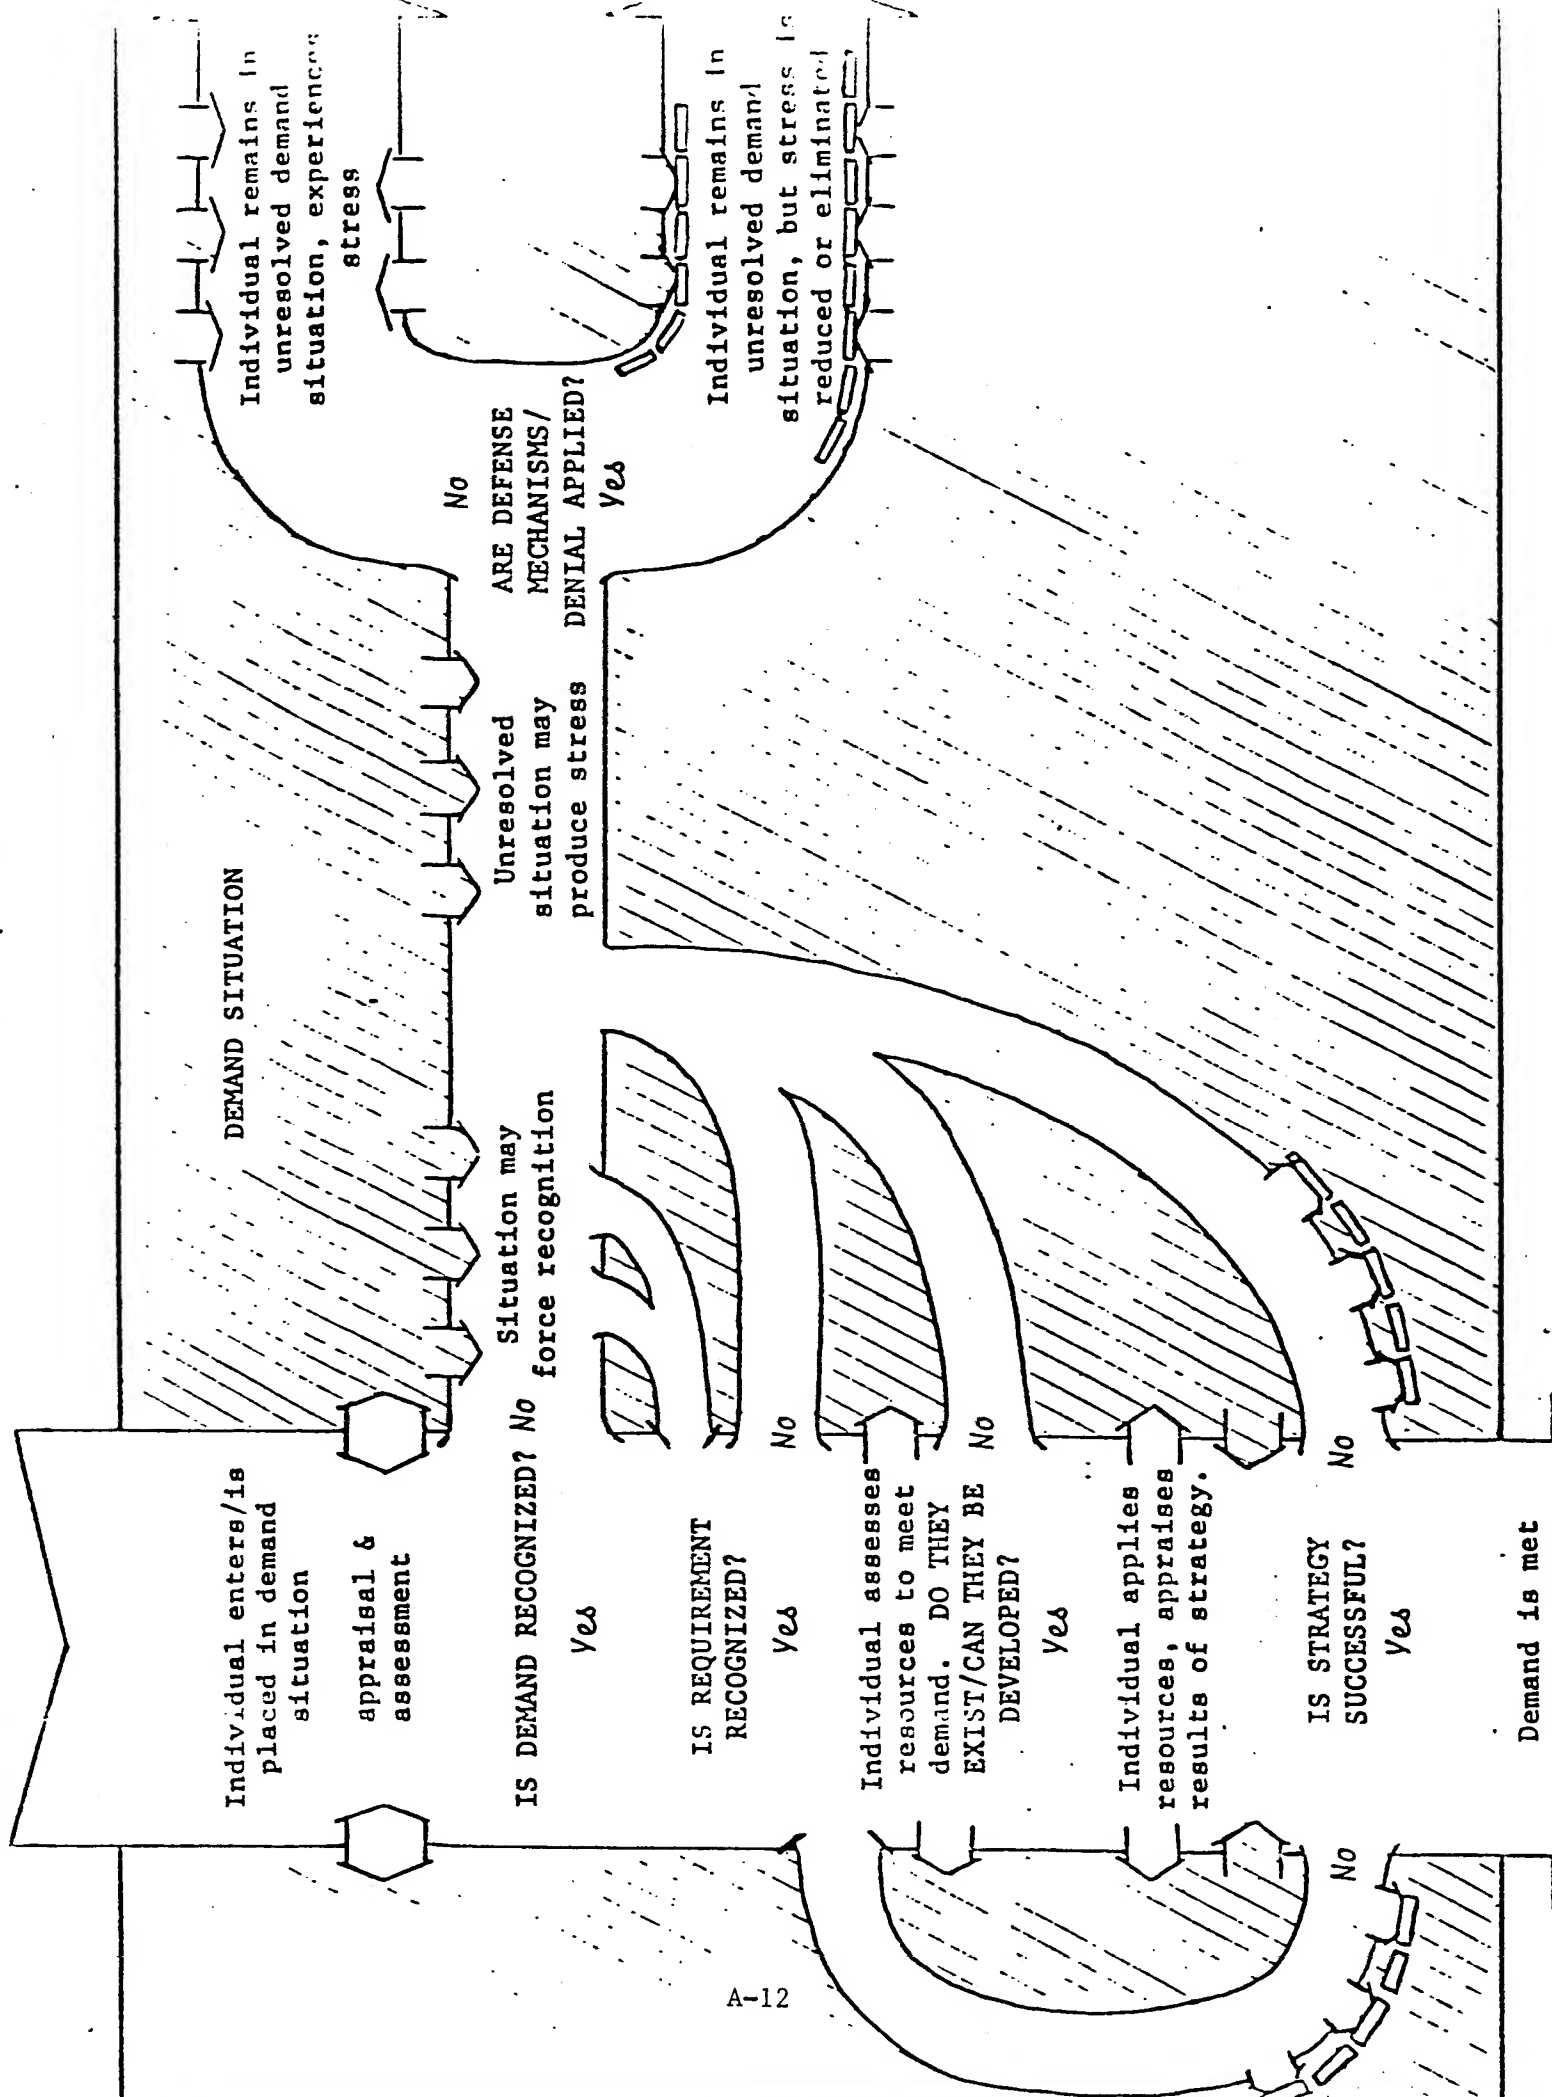 DEMAND SITUATION
Individual enters/is
placed in demand
situation
appraisal &
assessment
IS DEMAND RECOGNIZED? No
Yes
Situation may
force recognition
Unresolved
situation may
produce stress
No
ARE DEFENSE
MECHANISMS/
DENIAL APPLIED?
Yes
Individual remains in
unresolved demand
situation, experiences
stress
Individual remains in
unresolved demand
situation, but stress is
reduced or eliminated
IS REQUIREMENT
RECOGNIZED?
Yes
No
Individual assesses
resources to meet
demand. DO THEY
EXIST/CAN THEY BE
DEVELOPED?
Yes
No
Individual applies
resources, appraises
results of strategy.
IS STRATEGY
SUCCESSFUL?
Yes
No
No
Demand is met
A-12